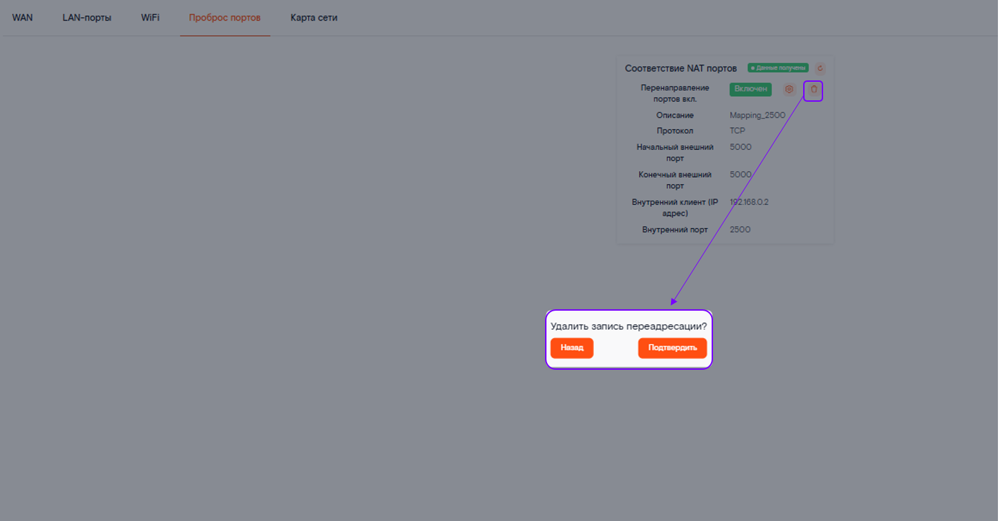 WAN LAN-порты WiFi Проброс портов Карта сети
Соответствие NAT портов Данные получены
Перенаправление Включен
портов вкл.
Описание Mapping_2500
Протокол TCP
Начальный внешний 5000
порт
Конечный внешний 5000
порт
Внутренний клиент (IP 192.168.0.2
адрес)
Внутренний порт 2500
Удалить запись переадресации?
Назад Подтвердить